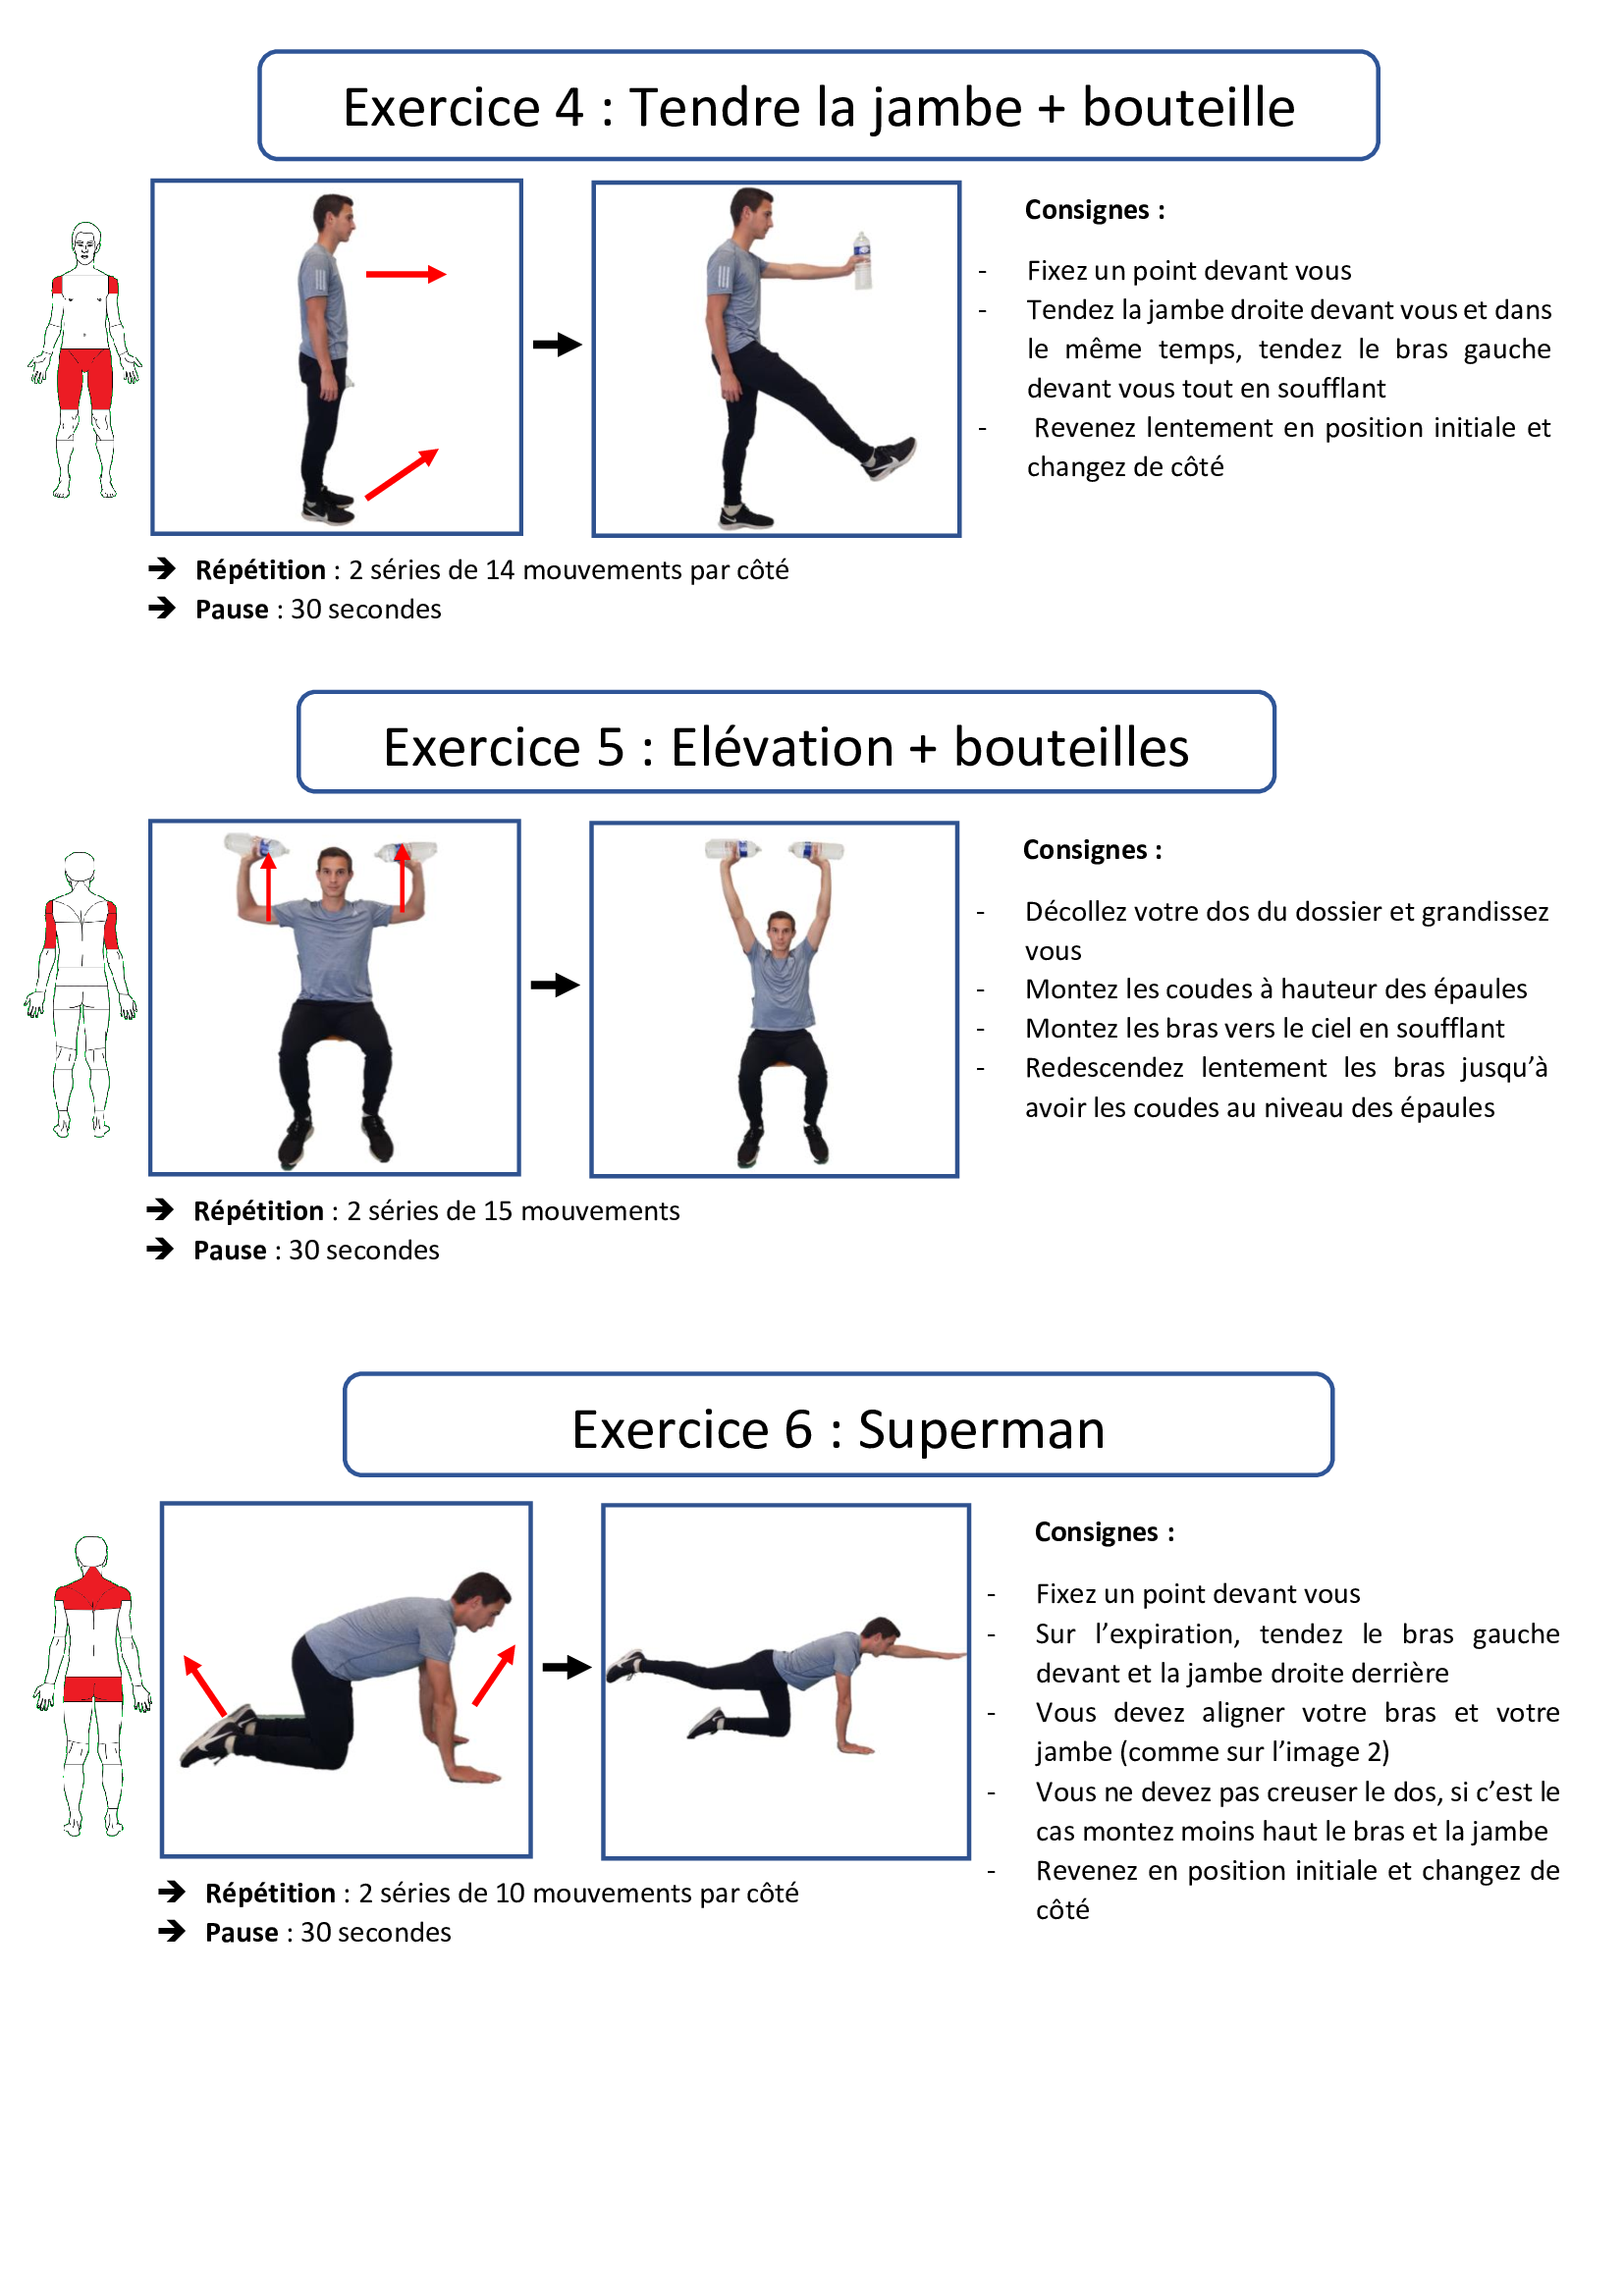 Exercice 4 : Tendre la jambe + bouteille
Consignes :
- Fixez un point devant vous
- Tendez la jambe droite devant vous et dans
le même temps, tendez le bras gauche
devant vous tout en soufflant
- Revenez lentement en position initiale et
changez de côté
➔ Répétition : 2 séries de 14 mouvements par côté
➔ Pause : 30 secondes
Exercice 5 : Elévation + bouteilles
Consignes :
- Décollez votre dos du dossier et grandissez
vous
- Montez les coudes à hauteur des épaules
- Montez les bras vers le ciel en soufflant
- Redescendez lentement les bras jusqu’à
avoir les coudes au niveau des épaules
➔ Répétition : 2 séries de 15 mouvements
➔ Pause : 30 secondes
Exercice 6 : Superman
Consignes :
- Fixez un point devant vous
- Sur l’expiration, tendez le bras gauche
devant et la jambe droite derrière
- Vous devez aligner votre bras et votre
jambe (comme sur l’image 2)
- Vous ne devez pas creuser le dos, si c’est le
cas montez moins haut le bras et la jambe
- Revenez en position initiale et changez de
côté
➔ Répétition : 2 séries de 10 mouvements par côté
➔ Pause : 30 secondes